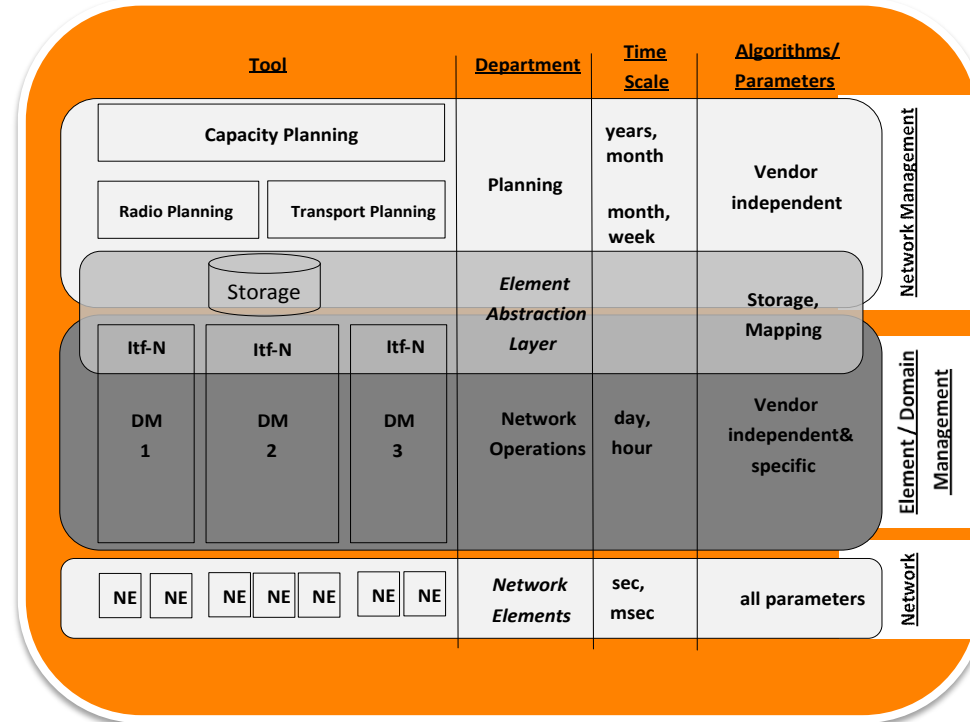 Tool
Department
Time
Scale
Algorithms/
Parameters
Capacity Planning
Radio Planning
Transport Planning
Planning
years,
month
month,
week
Vendor
independent
Network Management
Storage
Element
Abstraction
Layer
Storage,
Mapping
Itf-N
Itf-N
Itf-N
DM
1
DM
2
DM
3
Network
Operations
day,
hour
Vendor
independent&
specific
Element / Domain
Management
NE
NE
NE
NE
NE
NE
NE
Network
Elements
sec,
msec
all parameters
Network